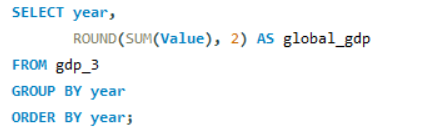 SELECT year,
ROUND(SUM(Value), 2) AS global_gdp
FROM gdp_3
GROUP BY year
ORDER BY year;